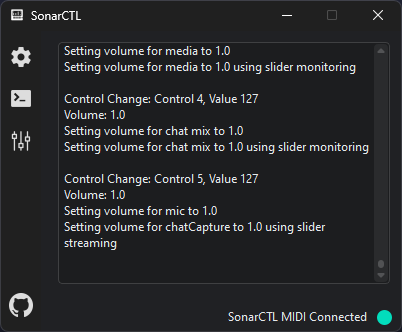 SonarCTL
Setting volume for media to 1.0
Setting volume for media to 1.0 using slider monitoring
Control Change: Control 4, Value 127
Volume: 1.0
Setting volume for chat mix to 1.0
Setting volume for chat mix to 1.0 using slider monitoring
Control Change: Control 5, Value 127
Volume: 1.0
Setting volume for mic to 1.0
Setting volume for chatCapture to 1.0 using slider
streaming
SonarCTL MIDI Connected